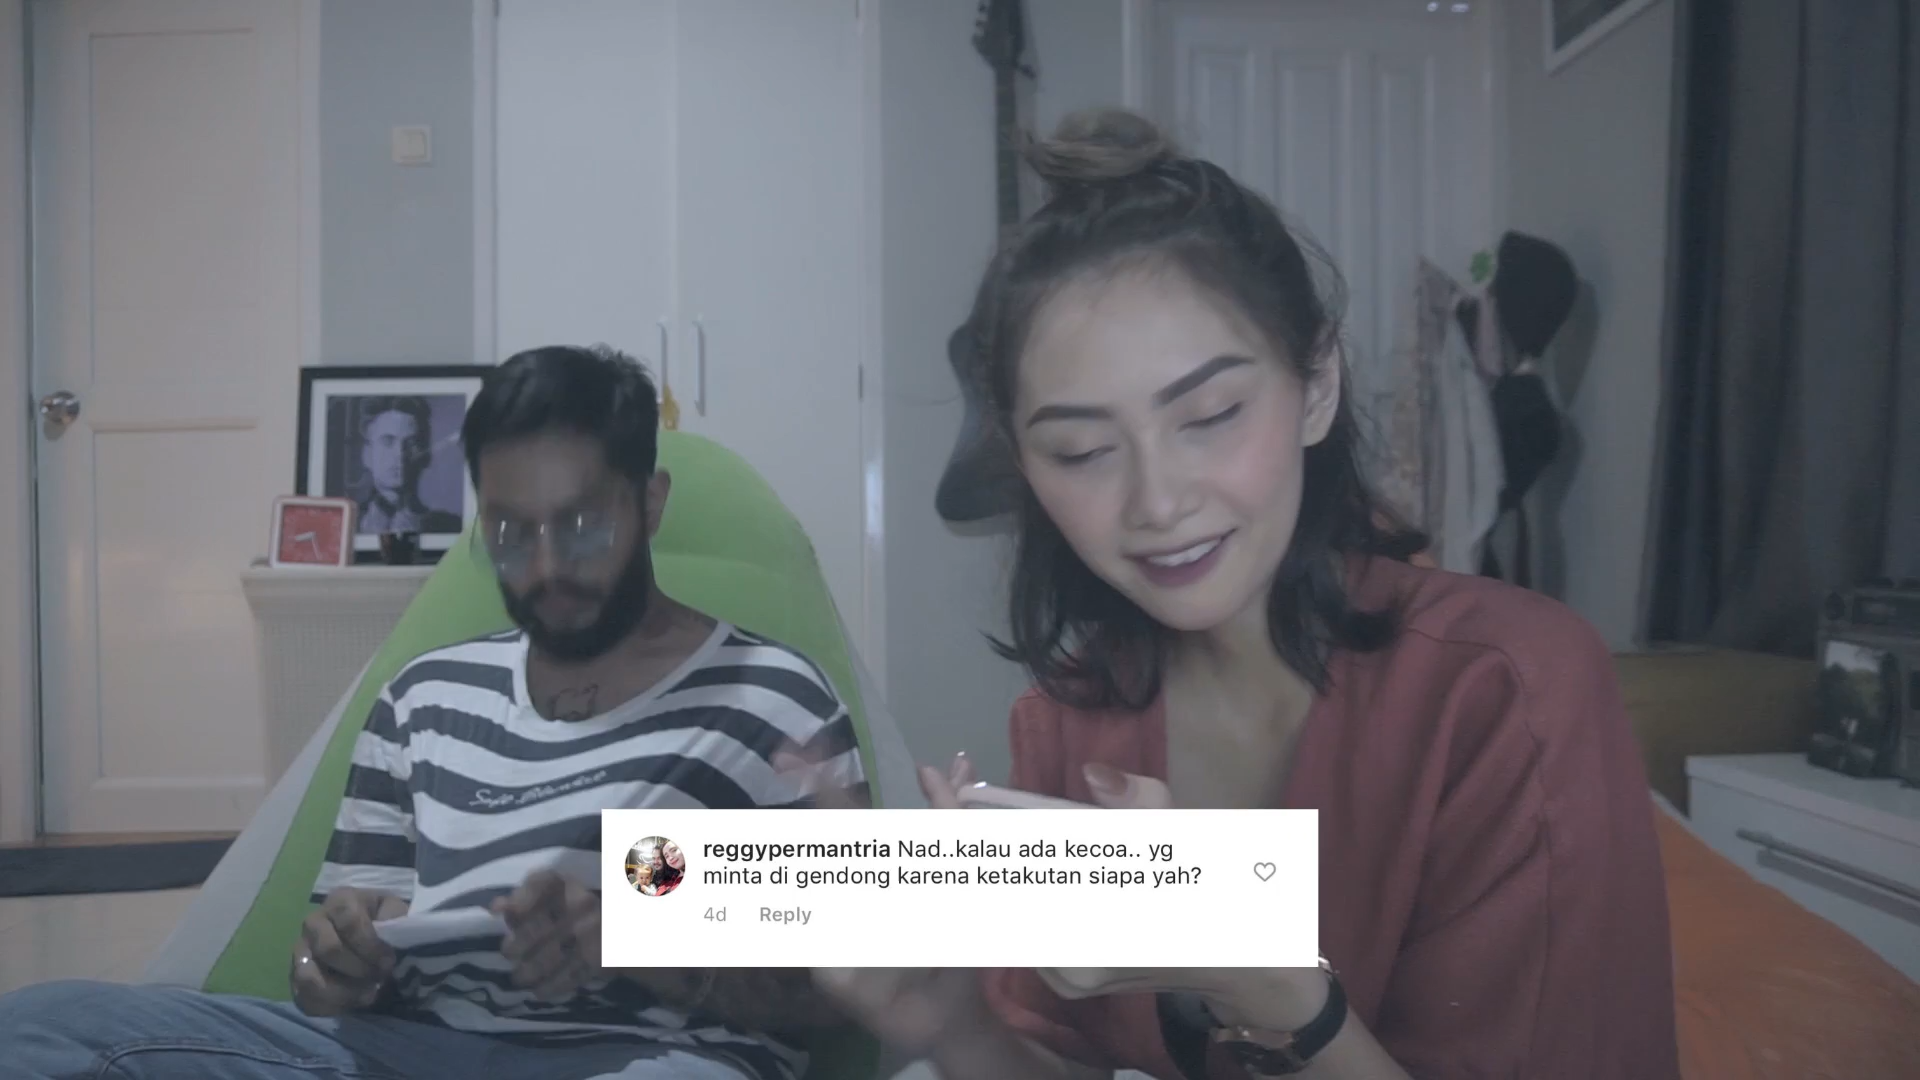 reggypermantria Nad..kalau ada kecoa.. yg
minta di gendong karena ketakutan siapa yah?
4d Reply